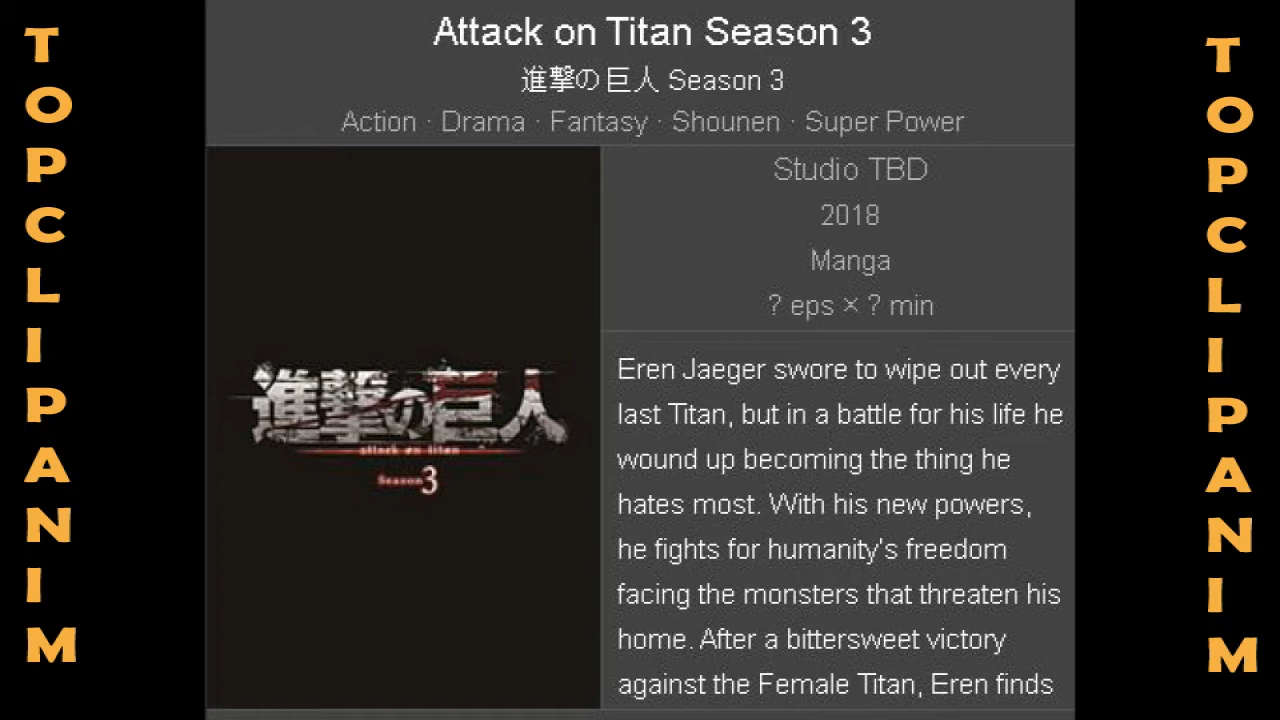 TOPCLIPANIM
Attack on Titan Season 3
進撃の巨人 Season 3
Action · Drama · Fantasy · Shounen · Super Power
Studio TBD
2018
Manga
? eps × ? min
進撃の巨人
attack on titan
Season3
Eren Jaeger swore to wipe out every
last Titan, but in a battle for his life he
wound up becoming the thing he
hates most. With his new powers,
he fights for humanity's freedom
facing the monsters that threaten his
home. After a bittersweet victory
against the Female Titan, Eren finds
TOPCLIPANIM